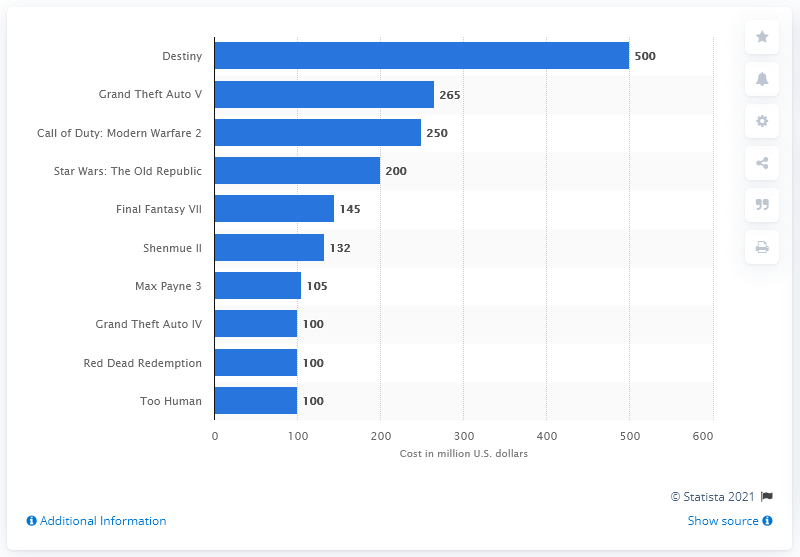 Destiny 500
Grand Theft Auto V 265
Call of Duty: Modern Warfare 2 250
Star Wars: The Old Republic 200
Final Fantasy VII 145
Shenmue II 132
Max Payne 3 105
Grand Theft Auto IV 100
Red Dead Redemption 100
Too Human 100
0 100 200 300 400 500 600
Cost in million U.S. dollars
© Statista 2021
Additional Information Show source